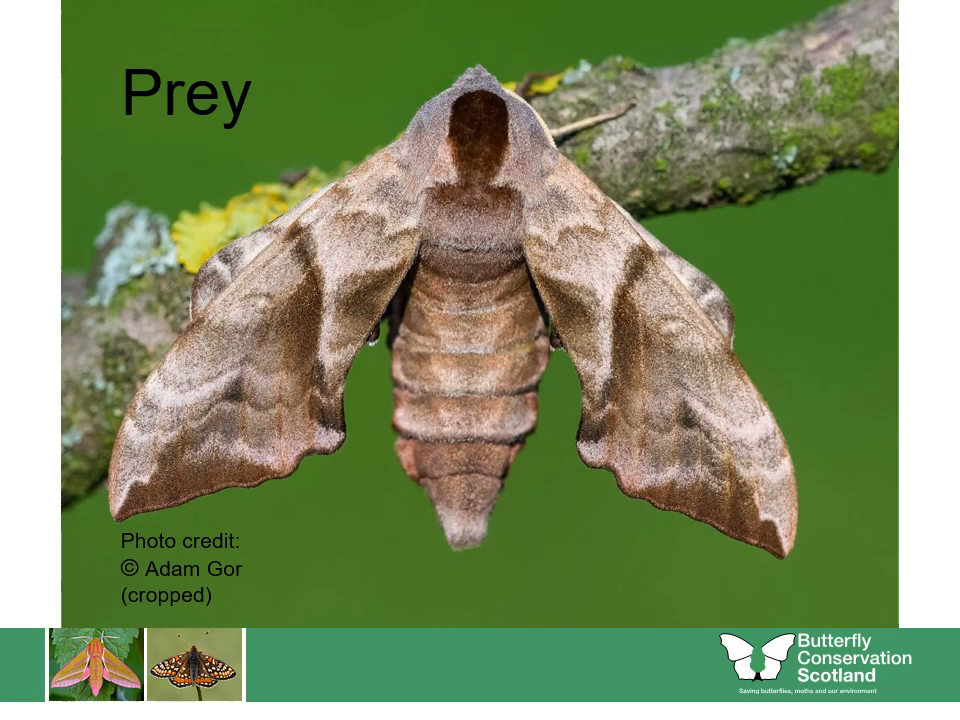 Prey
Photo credit:
© Adam Gor
(cropped)
Butterfly
Conservation
Scotland
Saving butterflies, moths and our environment